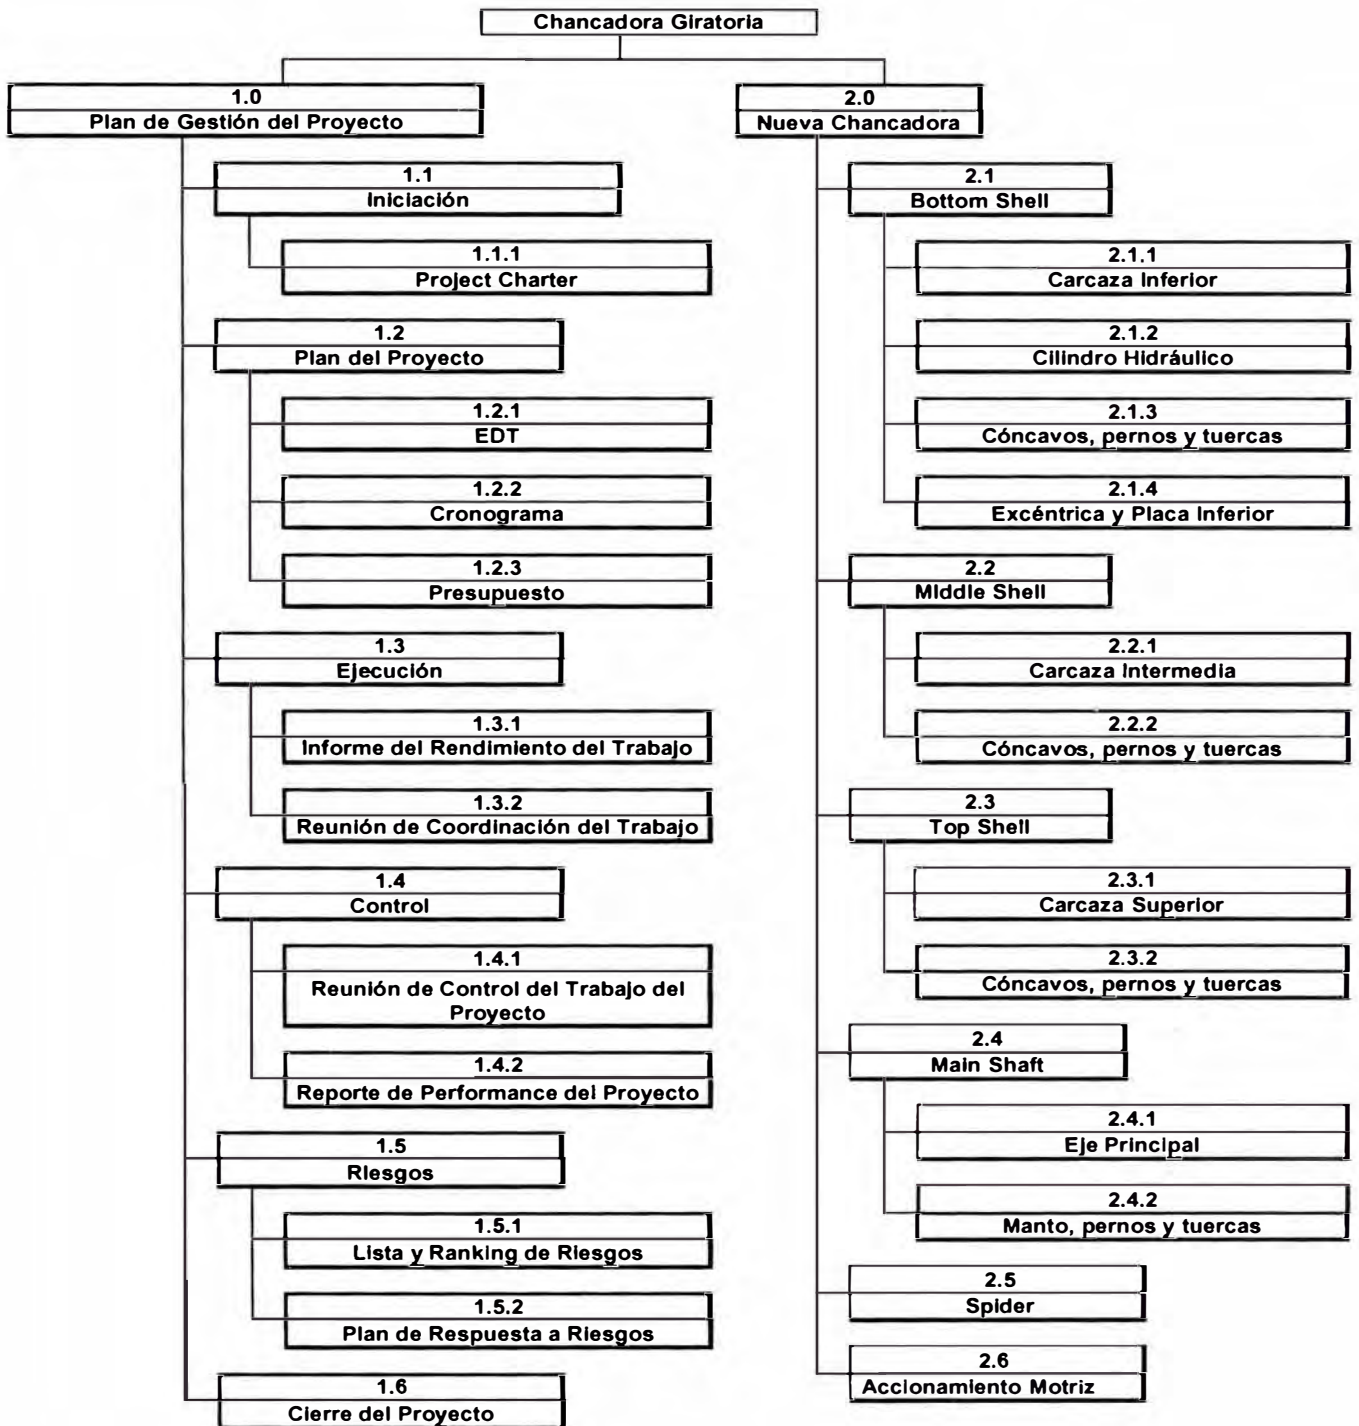 Chancadora Giratoria
1.0
Plan de Gestión del Proyecto
1.1
Iniciación
1.1.1
Project Charter
1.2
Plan del Proyecto
1.2.1
EDT
1.2.2
Cronograma
1.2.3
Presupuesto
1.3
Ejecución
1.3.1
Informe del Rendimiento del Trabajo
1.3.2
Reunión de Coordinación del Trabajo
1.4
Control
1.4.1
Reunión de Control del Trabajo del
Proyecto
1.4.2
Reporte de Performance del Proyecto
1.5
Riesgos
1.5.1
Lista y Ranking de Riesgos
1.5.2
Plan de Respuesta a Riesgos
1.6
Cierre del Proyecto
2.0
Nueva Chancadora
2.1
Bottom Shell
2.1.1
Carcaza Inferior
2.1.2
Cilindro Hidráulico
2.1.3
Cóncavos, pernos y tuercas
2.1.4
Excéntrica y Placa Inferior
2.2
Middle Shell
2.2.1
Carcaza Intermedia
2.2.2
Cóncavos, pernos y tuercas
2.3
Top Shell
2.3.1
Carcaza Superior
2.3.2
Cóncavos, pernos y tuercas
2.4
Main Shaft
2.4.1
Eje Principal
2.4.2
Manto, pernos y tuercas
2.5
Spider
2.6
Accionamiento Motriz